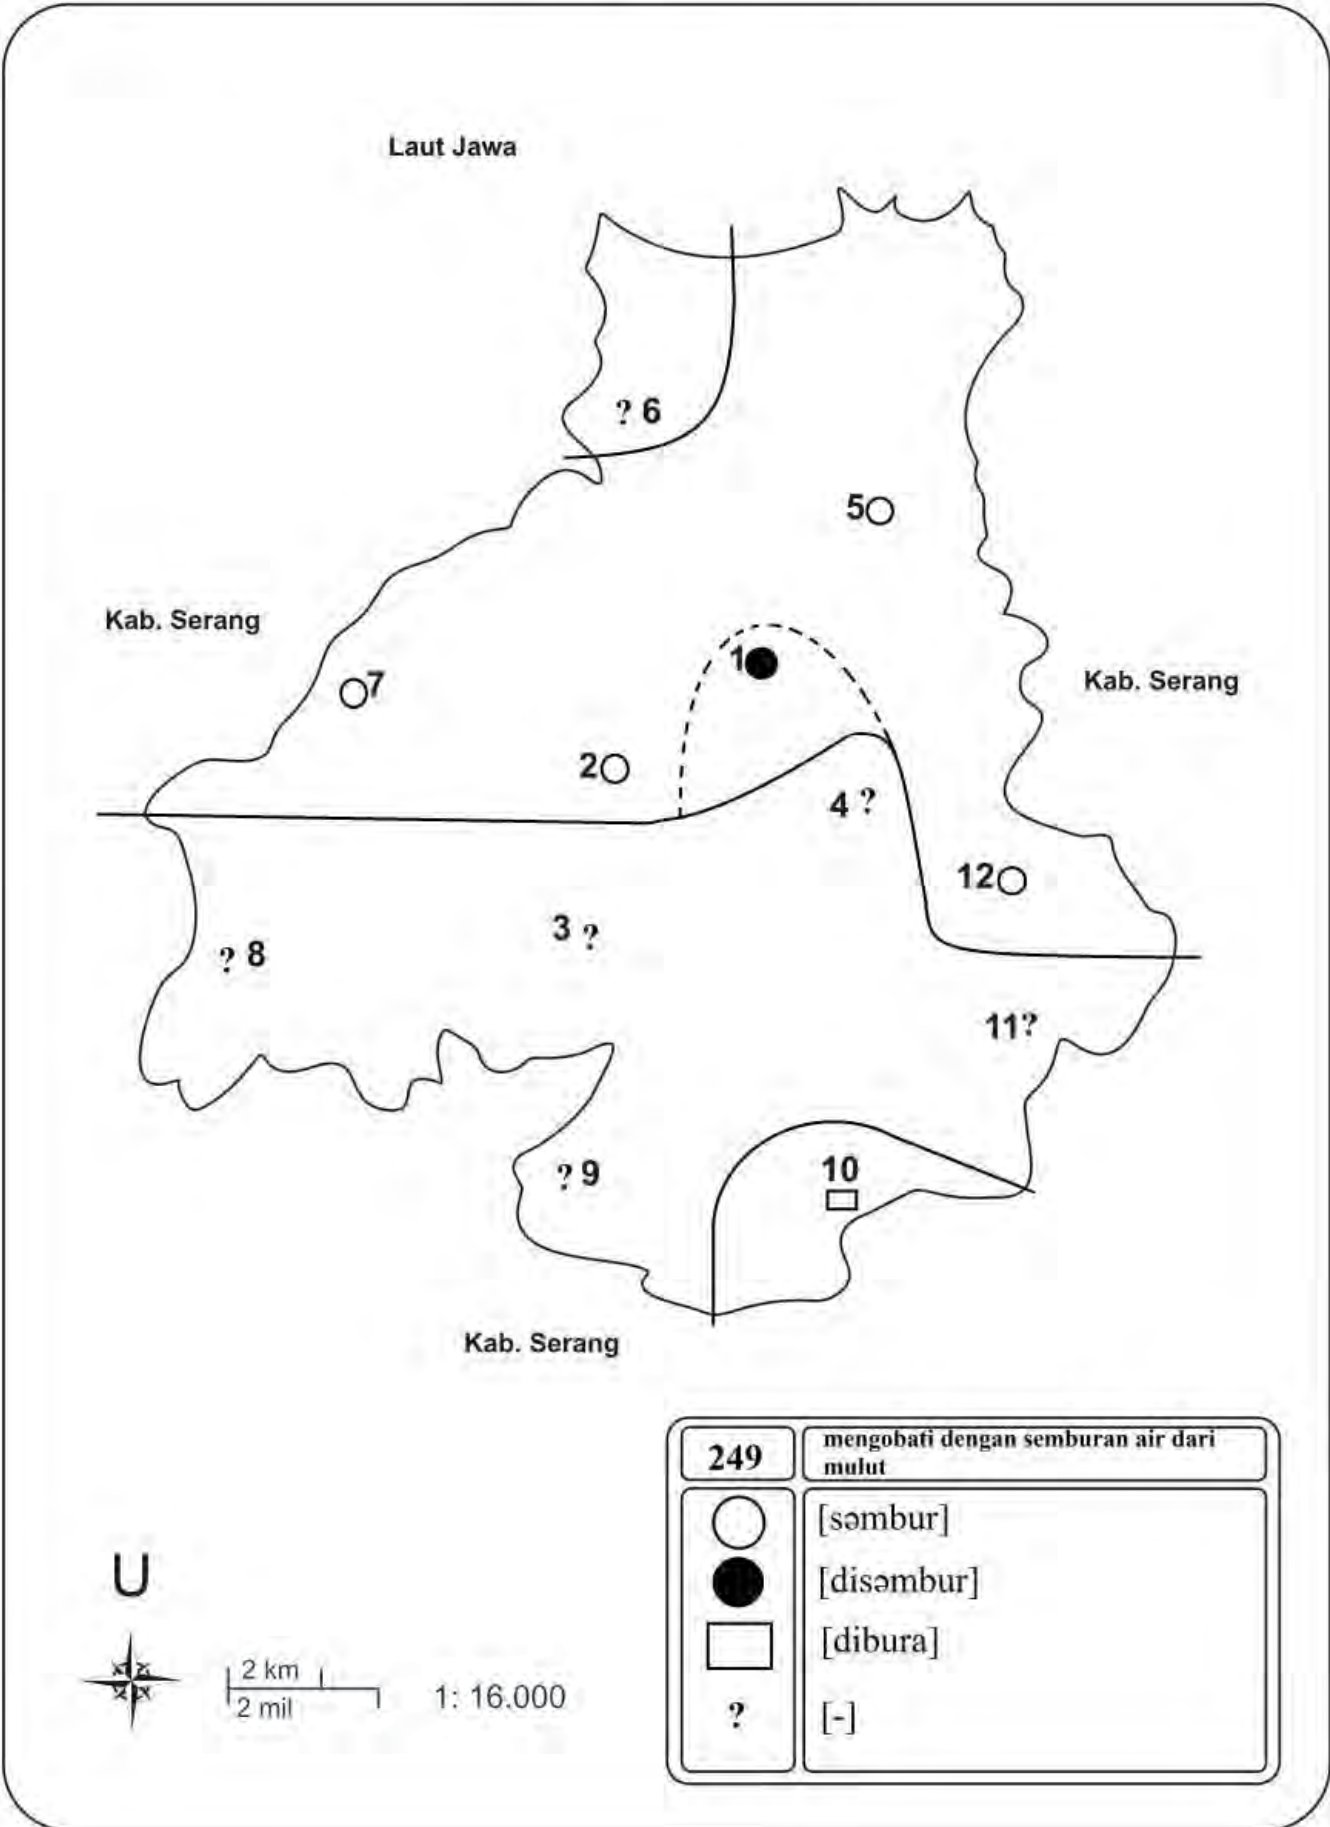 Laut Jawa
? 6
5
Kab. Serang
1
Kab. Serang
7
2
4 ?
12
3 ?
? 8
11?
? 9
10
Kab. Serang
249
mengobati dengan semburan air dari
mulut
[səmbur]
[disəmbur]
[dibura]
? [-]
U
2 km
2 mil
1: 16.000